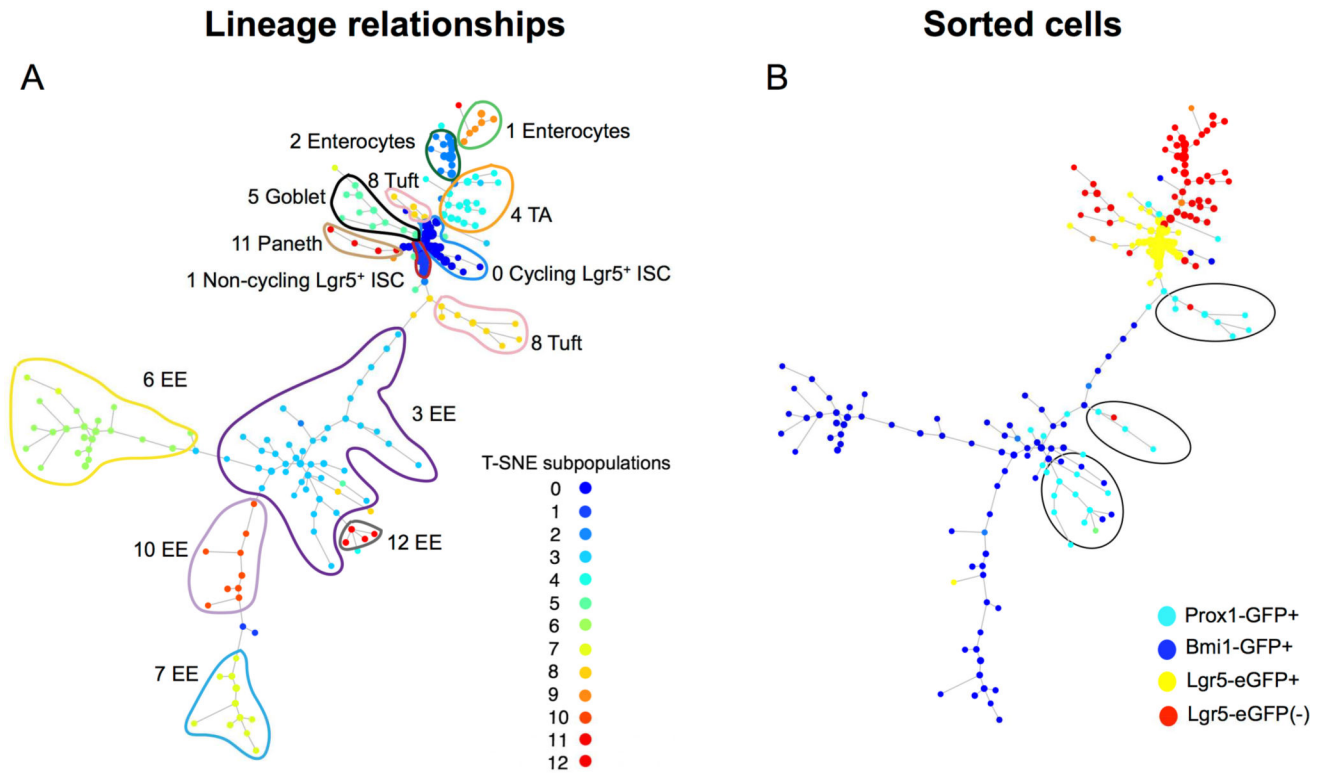 Lineage relationships
Sorted cells
A
B
2 Enterocytes
1 Enterocytes
8 Tuft
5 Goblet
4 TA
11 Paneth
1 Non-cycling Lgr5⁺ ISC
0 Cycling Lgr5⁺ ISC
8 Tuft
6 EE
3 EE
10 EE
12 EE
7 EE
T-SNE subpopulations
0
1
2
3
4
5
6
7
8
9
10
11
12
Prox1-GFP+
Bmi1-GFP+
Lgr5-eGFP+
Lgr5-eGFP(-)